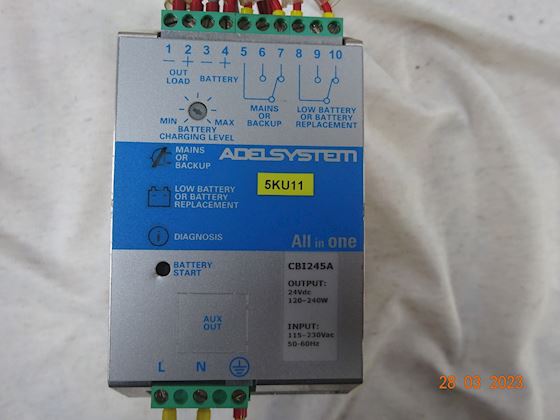 1 2 3 4 5 6 7 8 9 10
− + − +
OUT LOAD
BATTERY
MAINS
OR
BACKUP
LOW BATTERY
OR BATTERY
REPLACEMENT
MIN MAX
BATTERY
CHARGING LEVEL
MAINS
OR
BACKUP
ADELSYSTEM
5KU11
LOW BATTERY
OR BATTERY
REPLACEMENT
i DIAGNOSIS
All in one
BATTERY
START
CBI245A
OUTPUT:
24Vdc
120-240W
AUX
OUT
INPUT:
115-230Vac
50-60Hz
L N
28 03 2023